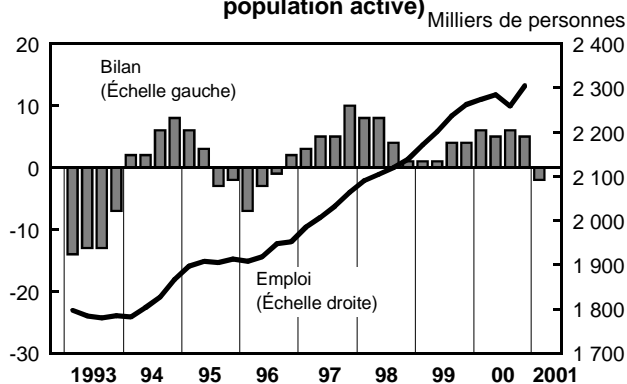 population active)
Milliers de personnes
20
10
0
-10
-20
-30
2 400
2 300
2 200
2 100
2 000
1 900
1 800
1 700
Bilan
(Échelle gauche)
Emploi
(Échelle droite)
1993 94 95 96 97 98 99 00 2001